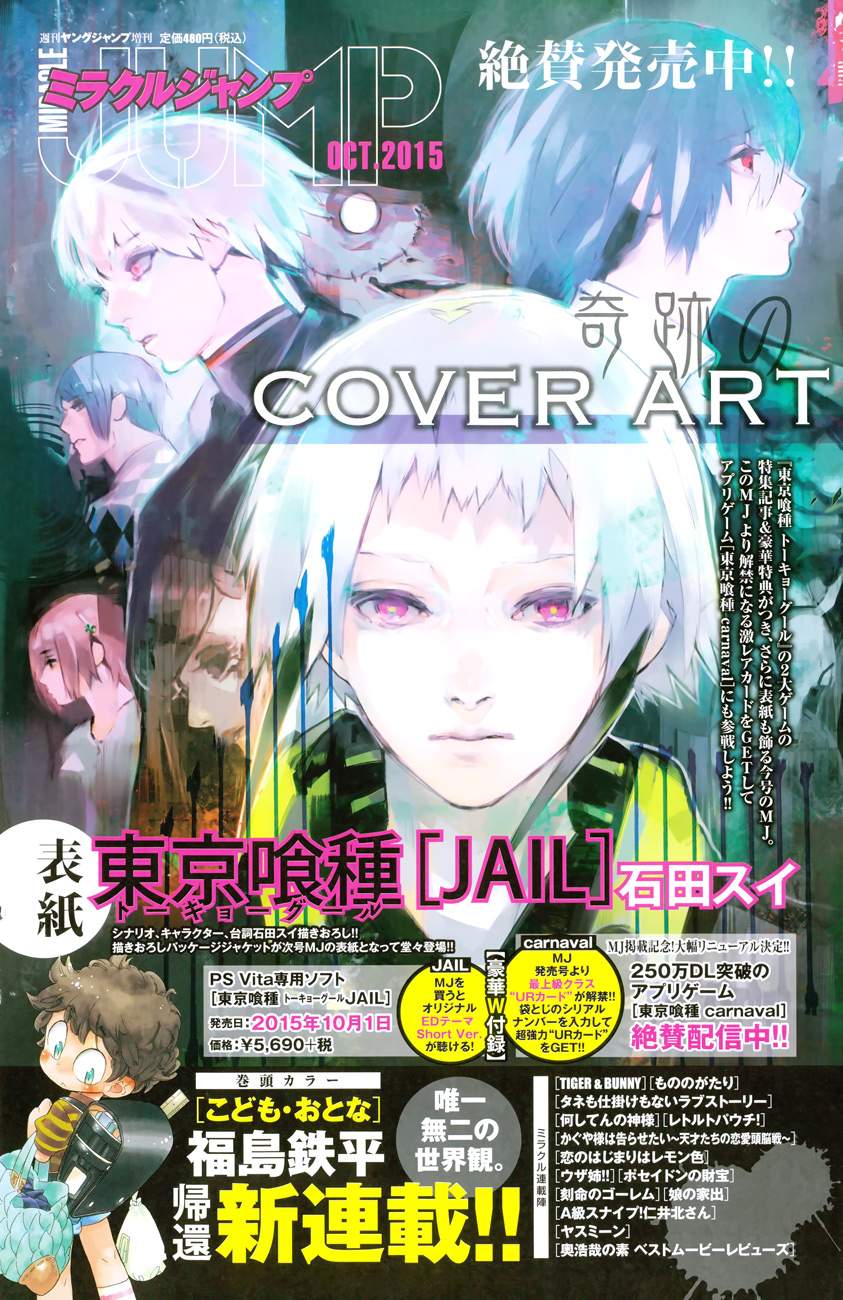 週刊ヤングジャンプ増刊 定価480円(税込)
MIRACLE
JUMP
ミラクルジャンプ
OCT.2015
絶賛発売中!!
奇跡の
COVER ART
『東京喰種 トーキョーグール』の2大ゲームの
特集記事&豪華特典がつき、さらに表紙も飾る今号のMJ。
このMJより解禁になる激レアカードをGETして
アプリゲーム[東京喰種 carnaval]にも参戦しよう!!
表紙
東京喰種[JAIL]石田スイ
トーキョーグール
シナリオ、キャラクター、台詞石田スイ描きおろし!!
描きおろしパッケージジャケットが次号MJの表紙となって堂々登場!!
PS Vita専用ソフト
[東京喰種 トーキョーグールJAIL]
発売日:2015年10月1日
価格:¥5,690+税
JAIL
MJを
買うと
オリジナル
EDテーマ
Short Ver.
が聴ける!
【豪華W付録】
carnaval
MJ
発売号より
最上級クラス
“URカード”が解禁!!
袋とじのシリアル
ナンバーを入力して
超強力“URカード”
をGET!!
MJ掲載記念!大幅リニューアル決定!!
250万DL突破の
アプリゲーム
[東京喰種 carnaval]
絶賛配信中!!
巻頭カラー
[こども・おとな]
福島鉄平
唯一
無二の
世界観。
帰還
新連載!!
ミラクル連載陣
[TIGER & BUNNY][もののがたり]
[タネも仕掛けもないラブストーリー]
[何してんの神様][レトルトパウチ!]
[かぐや様は告らせたい~天才たちの恋愛頭脳戦~]
[恋のはじまりはレモン色]
[ウザ姉!!][ポセイドンの財宝]
[刻命のゴーレム][娘の家出]
[A級スナイプ!仁井北さん]
[ヤスミーン]
[奥浩哉の素 ベストムービーレビューズ]